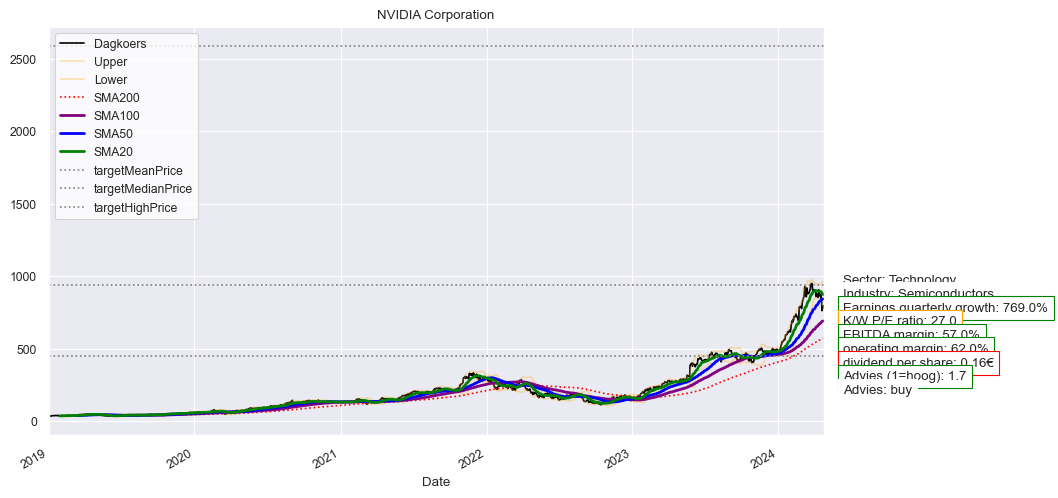 NVIDIA Corporation
Dagkoers
Upper
Lower
SMA200
SMA100
SMA50
SMA20
targetMeanPrice
targetMedianPrice
targetHighPrice
2500
2000
1500
1000
500
0
2019
2020
2021
2022
2023
2024
Date
Sector: Technology
Industry: Semiconductors
Earnings quarterly growth: 769.0%
K/W P/E ratio: 27.0
EBITDA margin: 57.0%
operating margin: 62.0%
dividend per share: 0.16€
Advies (1=hoog): 1.7
Advies: buy